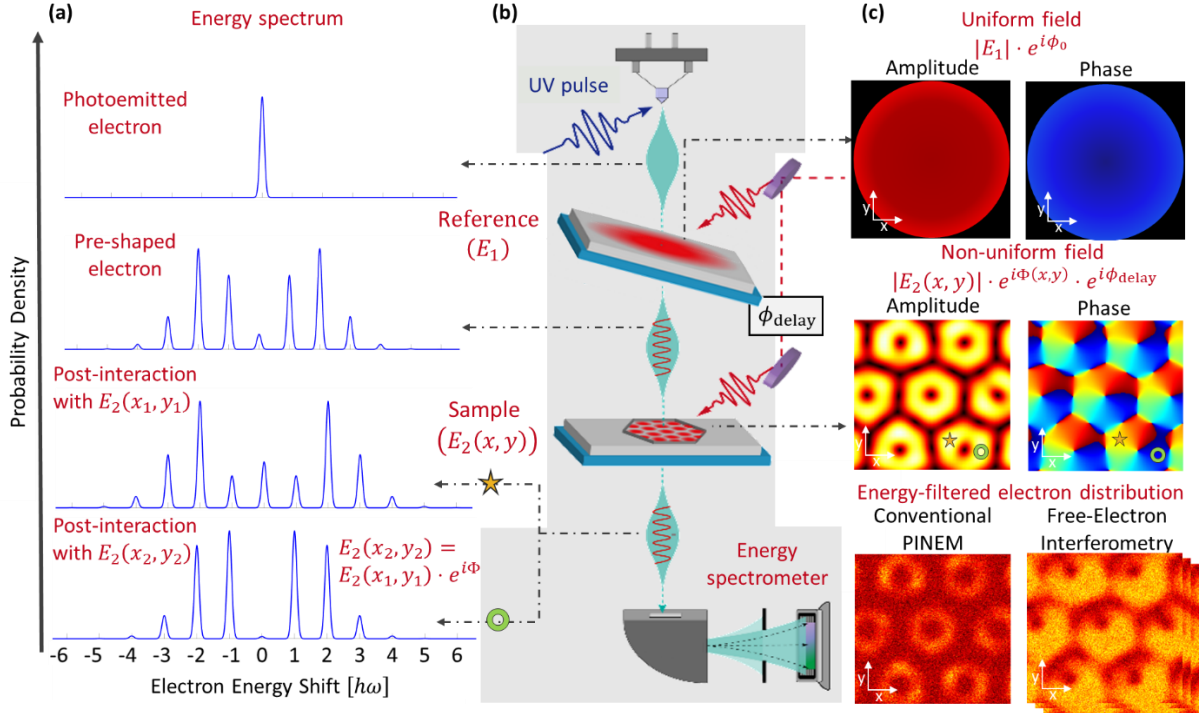 (a)
Energy spectrum
Probability Density
Photoemitted
electron
Pre-shaped
electron
Post-interaction
with E₂(x₁, y₁)
Post-interaction
with E₂(x₂, y₂)
E₂(x₂, y₂) =
E₂(x₁, y₁) · e^{iΦ}
-6 -5 -4 -3 -2 -1 0 1 2 3 4 5 6
Electron Energy Shift [ħω]
(b)
UV pulse
Reference
(E₁)
ϕ_delay
Sample
(E₂(x, y))
Energy
spectrometer
(c)
Uniform field
|E₁| · e^{iϕ₀}
Amplitude Phase
y x
y x
Non-uniform field
|E₂(x, y)| · e^{iΦ(x,y)} · e^{iϕ_delay}
Amplitude Phase
y x
y x
Energy-filtered electron distribution
Conventional
PINEM
Free-Electron
Interferometry
y x
y x